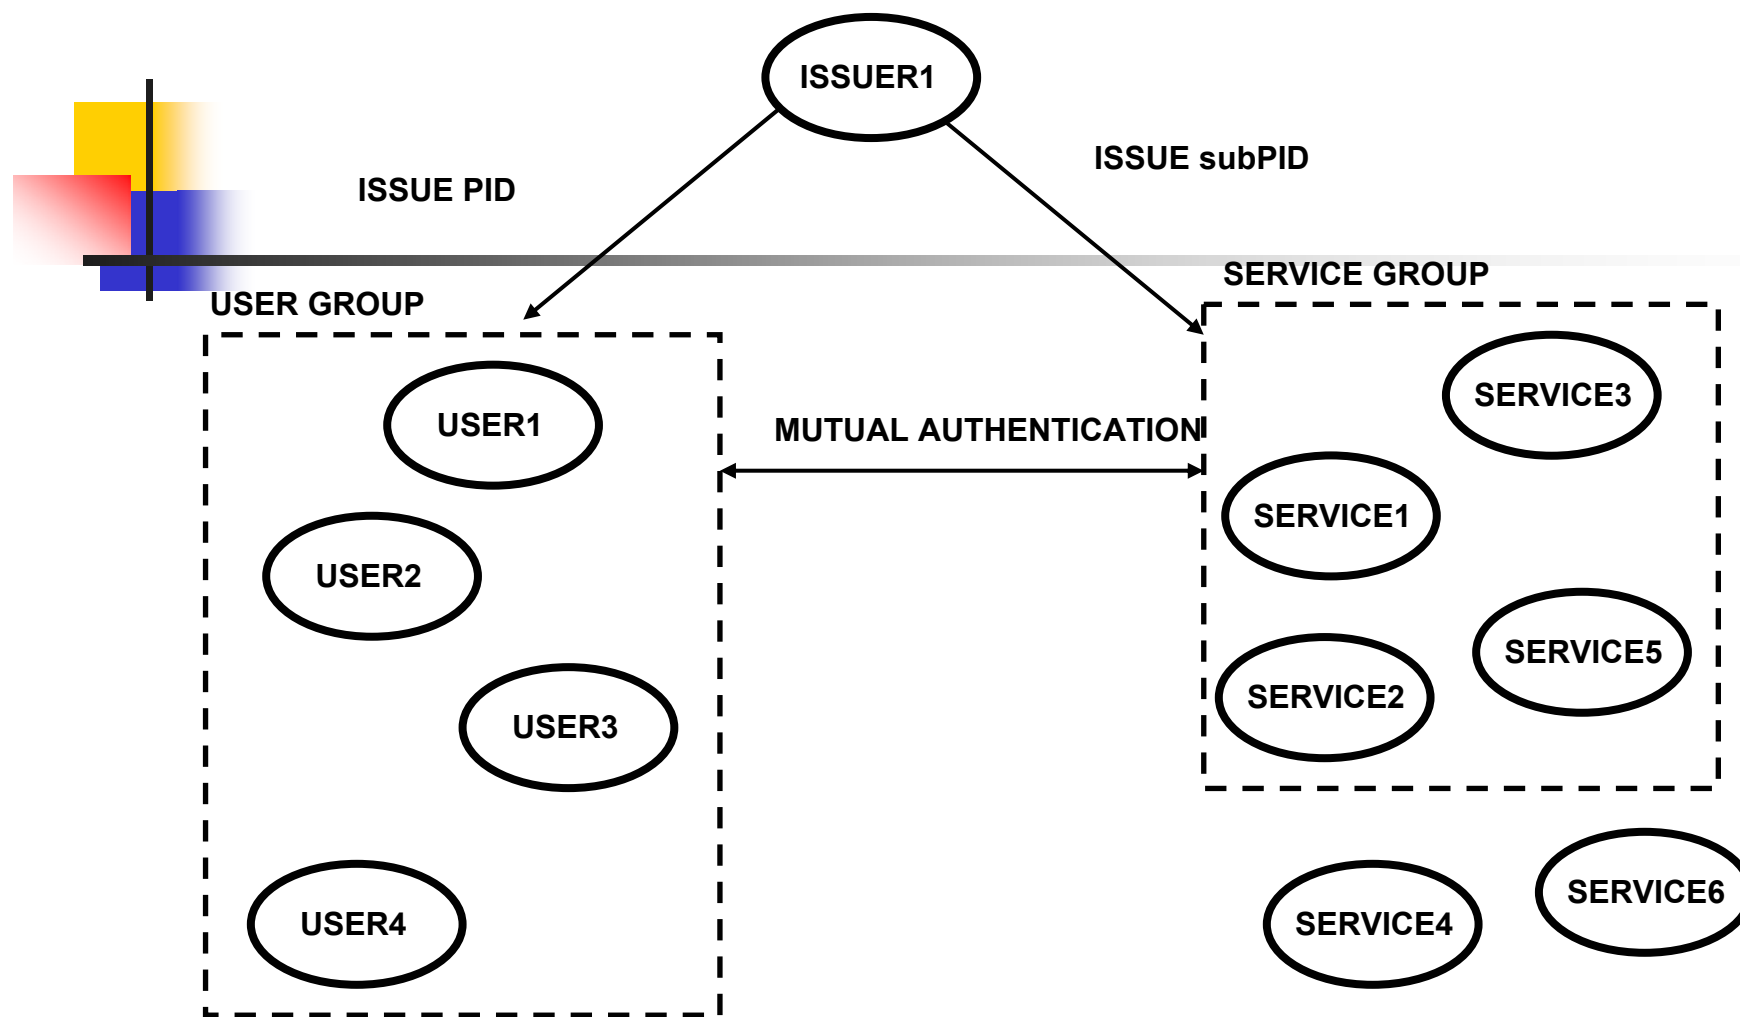 ISSUER1
ISSUE subPID
ISSUE PID
SERVICE GROUP
USER GROUP
SERVICE3
USER1
MUTUAL AUTHENTICATION
SERVICE1
USER2
SERVICE5
SERVICE2
USER3
SERVICE6
USER4
SERVICE4